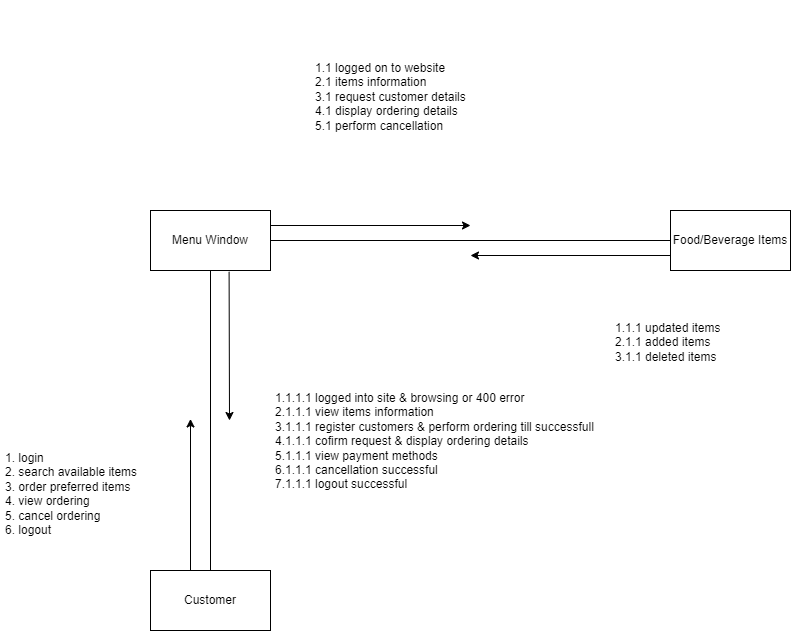 1.1 logged on to website
2.1 items information
3.1 request customer details
4.1 display ordering details
5.1 perform cancellation
Menu Window
Food/Beverage Items
1.1.1 updated items
2.1.1 added items
3.1.1 deleted items
1.1.1.1 logged into site & browsing or 400 error
2.1.1.1 view items information
3.1.1.1 register customers & perform ordering till successfull
4.1.1.1 cofirm request & display ordering details
5.1.1.1 view payment methods
6.1.1.1 cancellation successful
7.1.1.1 logout successful
1. login
2. search available items
3. order preferred items
4. view ordering
5. cancel ordering
6. logout
Customer